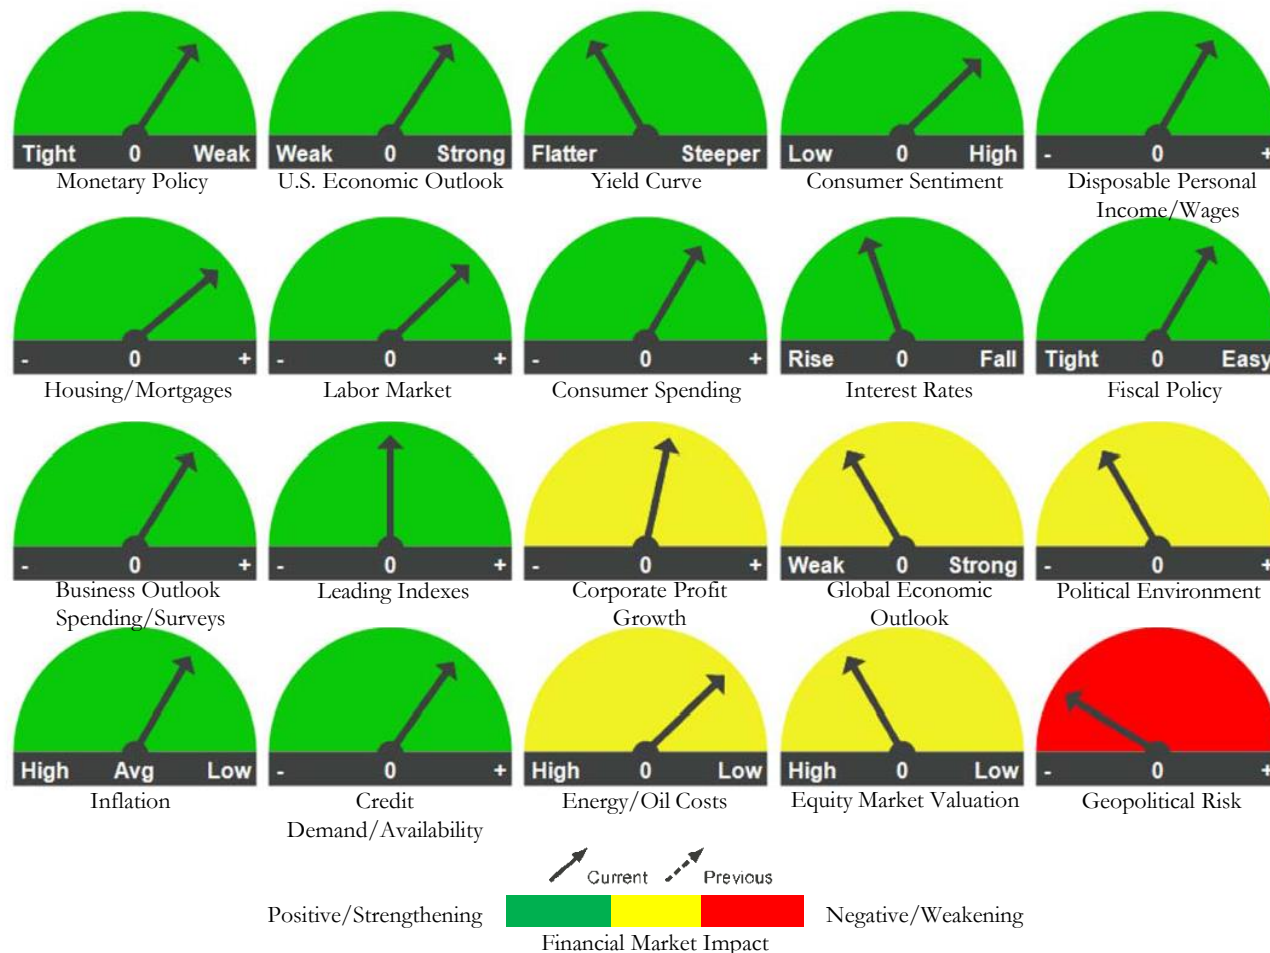 Tight 0 Weak Weak 0 Strong Flatter Steeper Low 0 High - 0 +
Monetary Policy U.S. Economic Outlook Yield Curve Consumer Sentiment Disposable Personal
Income/Wages
- 0 + - 0 + - 0 + Rise 0 Fall Tight 0 Easy
Housing/Mortgages Labor Market Consumer Spending Interest Rates Fiscal Policy
- 0 + - 0 + - 0 + Weak 0 Strong - 0 +
Business Outlook Leading Indexes Corporate Profit Global Economic Political Environment
Spending/Surveys Growth Outlook
High Avg Low - 0 + High 0 Low High 0 Low - 0 +
Inflation Credit Energy/Oil Costs Equity Market Valuation Geopolitical Risk
Demand/Availability
Current Previous
Positive/Strengthening Negative/Weakening
Financial Market Impact